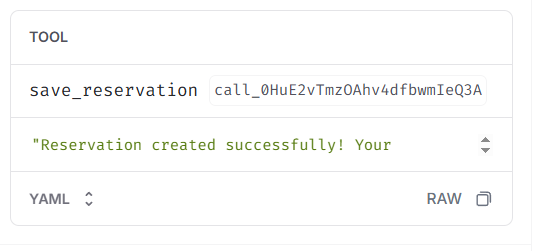 TOOL
save_reservation call_0HuE2vTmzOAhv4dfbwmIeQ3A
"Reservation created successfully! Your
YAML RAW